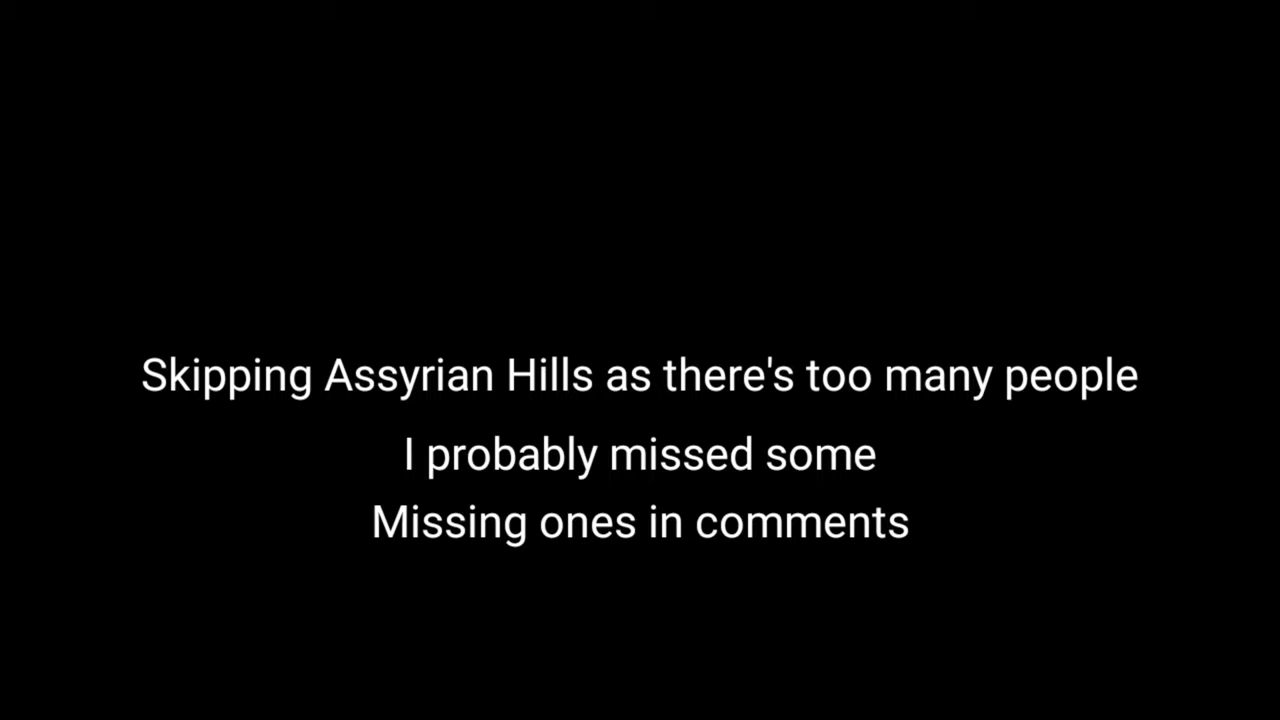 Skipping Assyrian Hills as there's too many people
I probably missed some
Missing ones in comments